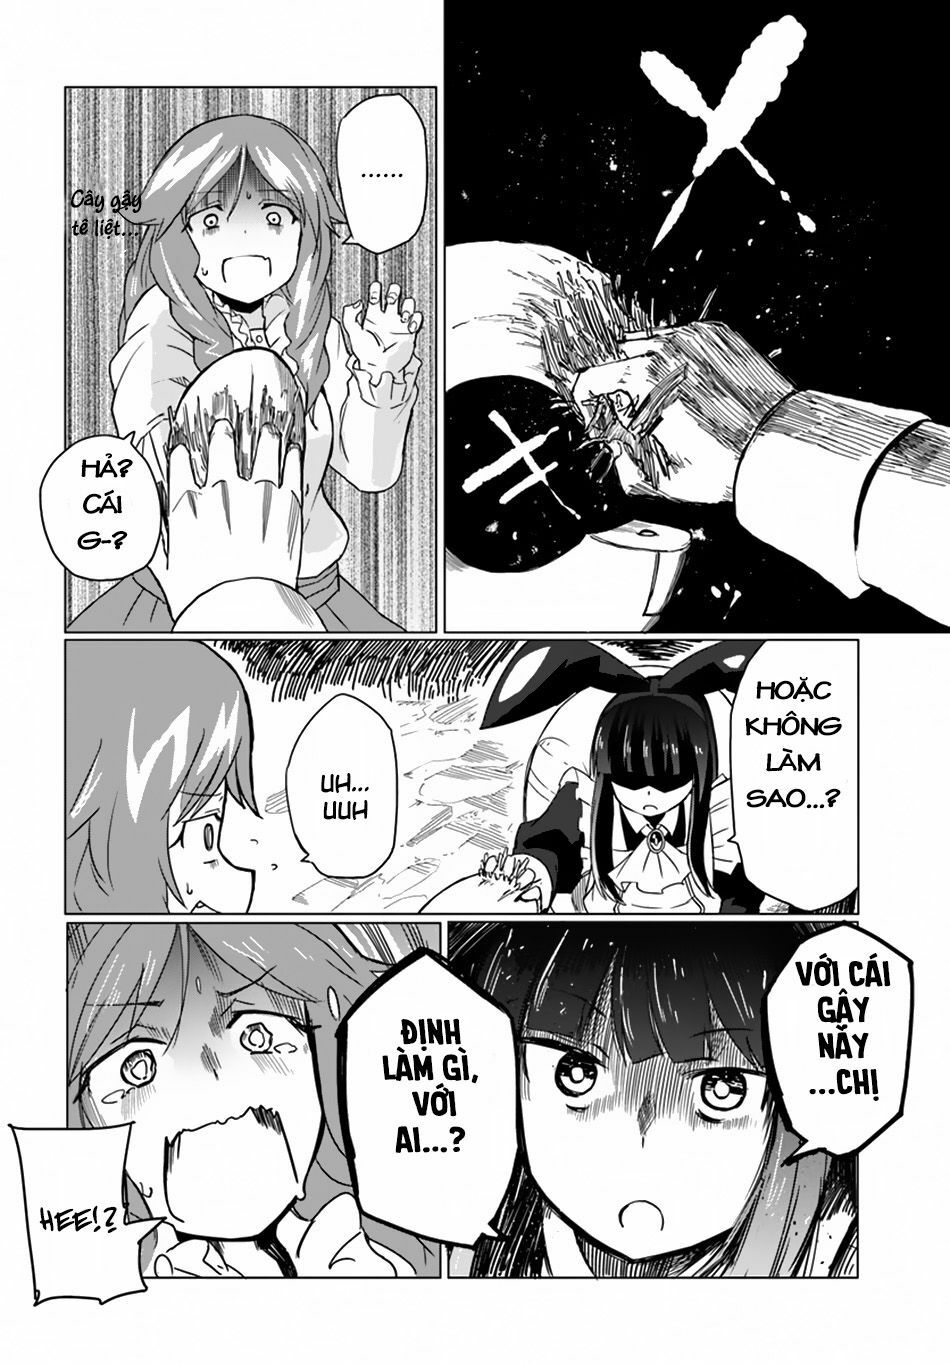 ......
Cây gậy
tê liệt...
HẢ?
CÁI
G-?
HOẶC
KHÔNG
LÀM
SAO...?
UH...
UUH
VỚI CÁI
GẬY
NÀY
...CHỊ
ĐỊNH
LÀM GÌ,
VỚI
AI...?
HEE!?